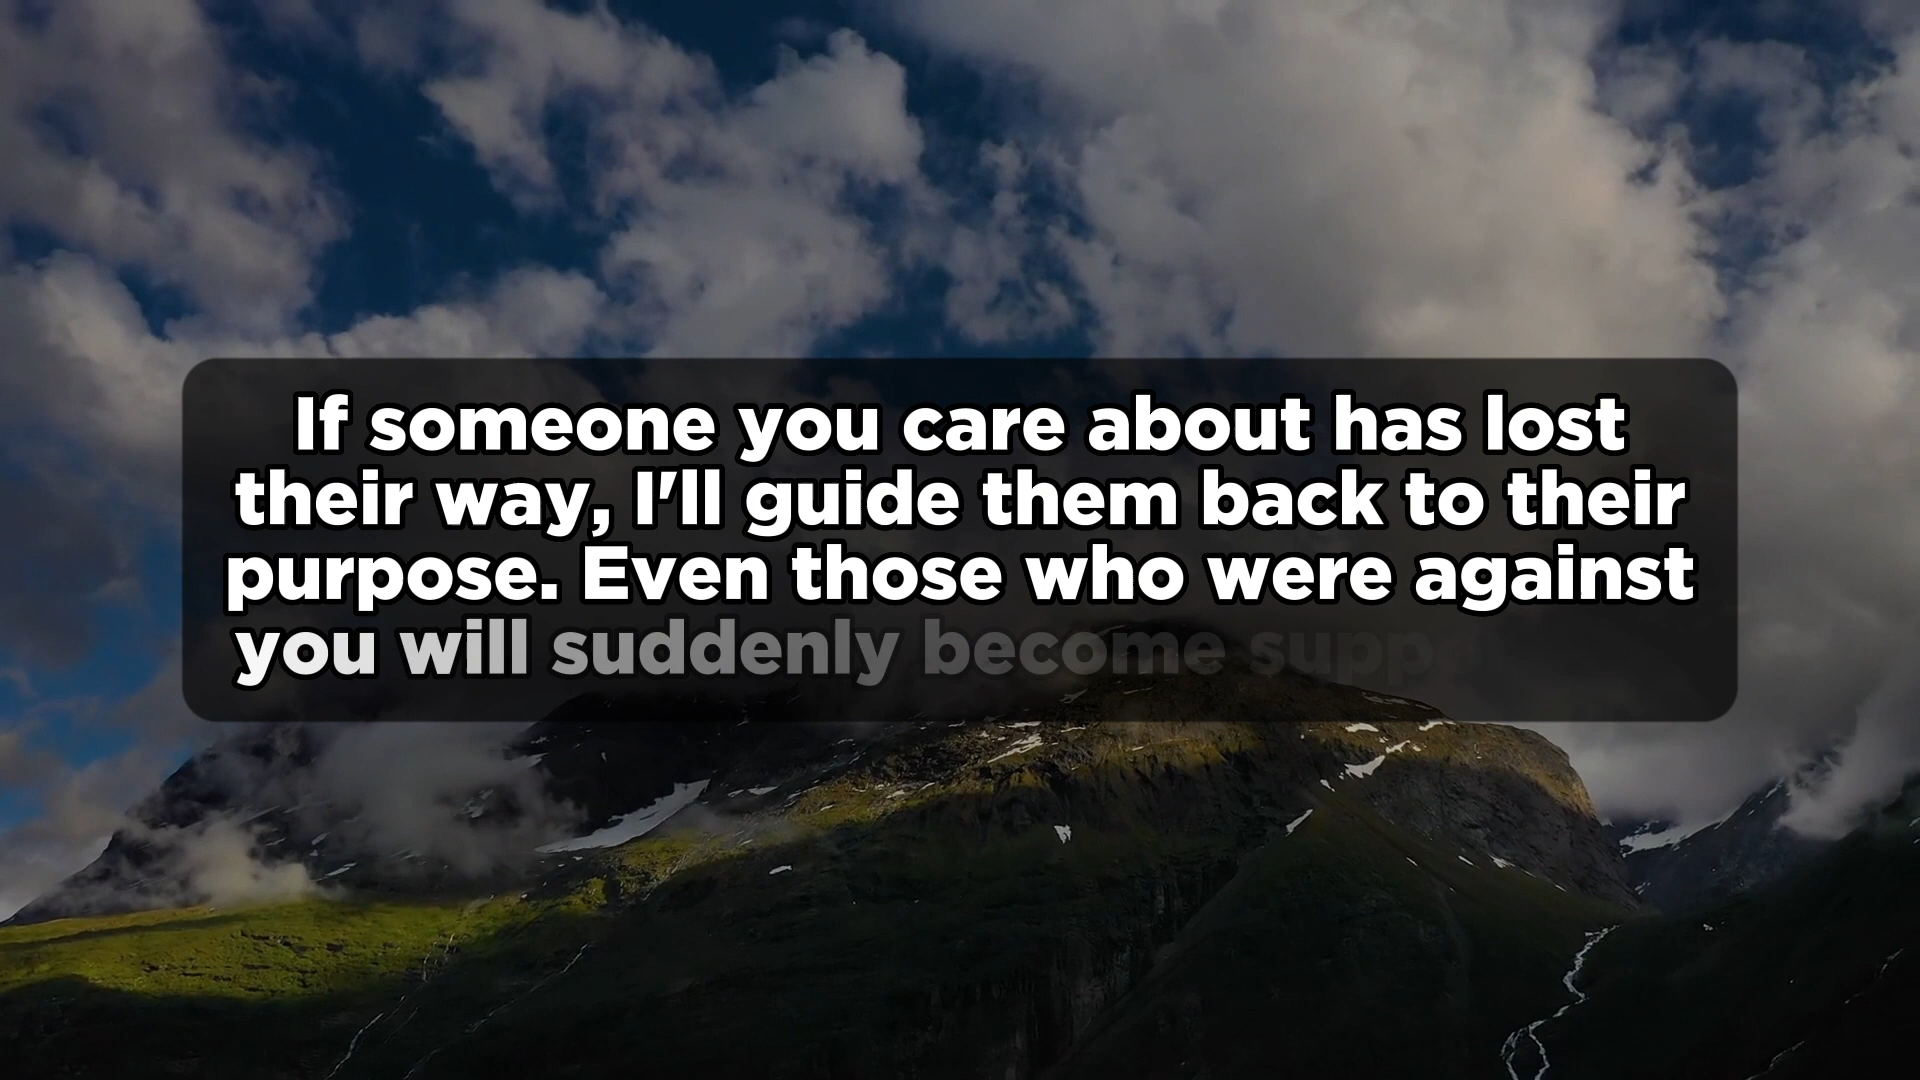 If someone you care about has lost
their way, I'll guide them back to their
purpose. Even those who were against
you will suddenly become